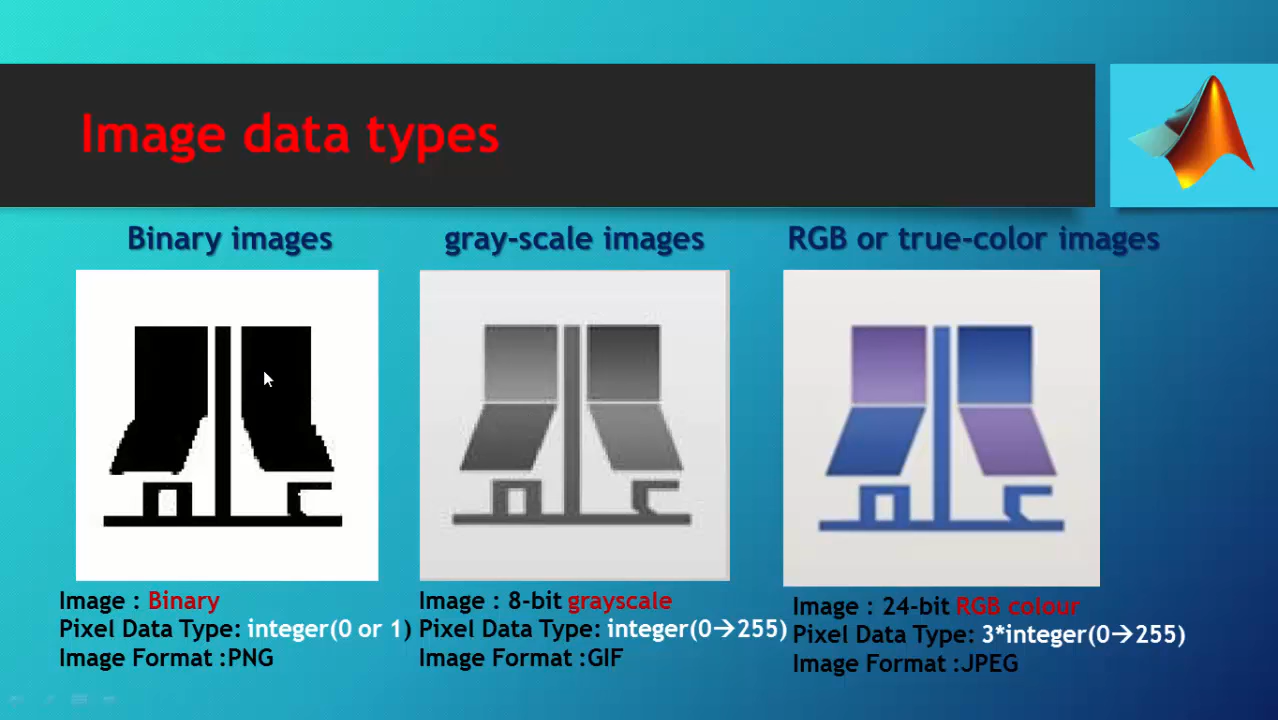 Image data types
Binary images
gray-scale images
RGB or true-color images
Image : Binary
Pixel Data Type: integer(0 or 1)
Image Format :PNG
Image : 8-bit grayscale
Pixel Data Type: integer(0→255)
Image Format :GIF
Image : 24-bit RGB colour
Pixel Data Type: 3*integer(0→255)
Image Format :JPEG